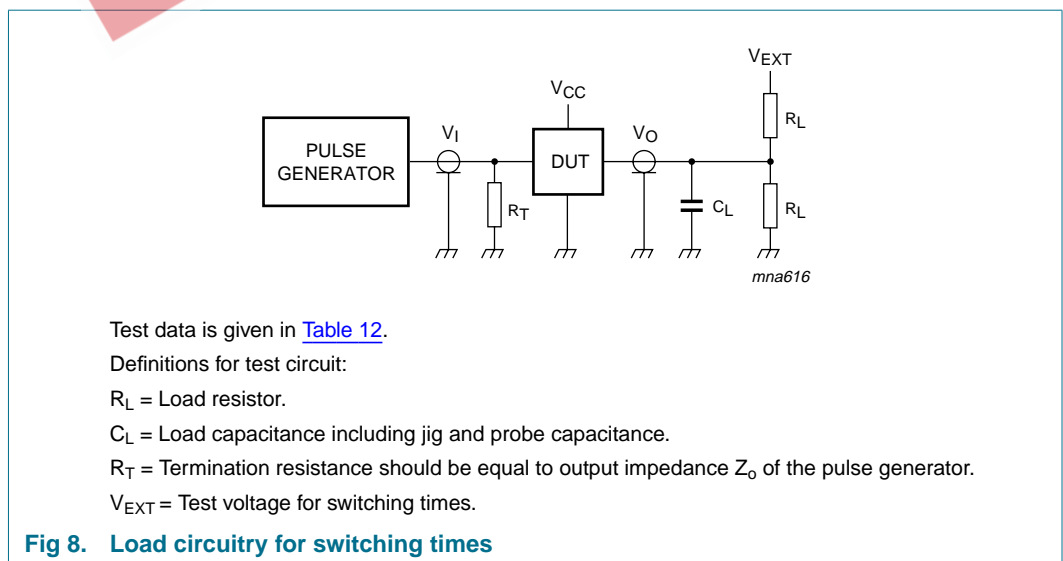 VEXT
VCC
RL
VI
VO
PULSE
GENERATOR
DUT
RT
CL
RL
mna616
Test data is given in Table 12.
Definitions for test circuit:
RL = Load resistor.
CL = Load capacitance including jig and probe capacitance.
RT = Termination resistance should be equal to output impedance Zo of the pulse generator.
VEXT = Test voltage for switching times.
Fig 8. Load circuitry for switching times